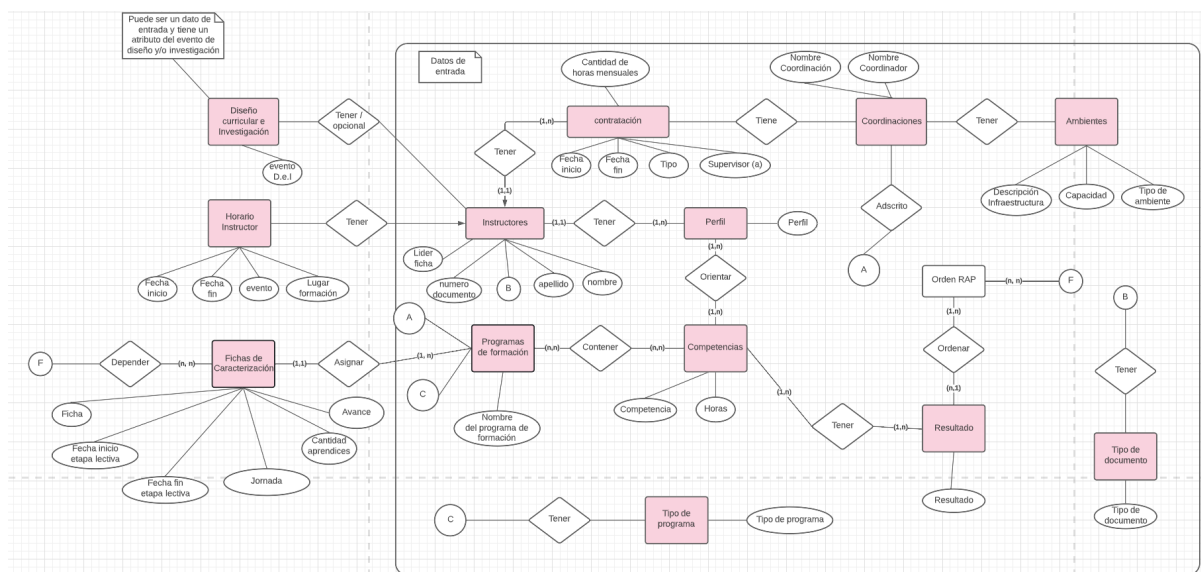 Puede ser un dato de
entrada y tiene un
atributo del evento de
diseño y/o investigación
Datos de
entrada
Cantidad de
horas mensuales
Nombre
Coordinación
Nombre
Coordinador
Diseño
curricular e
Investigación
Tener /
opcional
(1,n)
contratación
Tiene
Coordinaciones
Tener
Ambientes
Tener
evento
D.e.I
Fecha
inicio
Fecha
fin
Tipo
Supervisor (a)
(1,1)
Adscrito
Descripción
Infraestructura
Capacidad
Tipo de
ambiente
Horario
Instructor
Tener
Instructores
(1,1)
Tener
(1,n)
Perfil
Perfil
Lider
ficha
(1,n)
A
Fecha
inicio
Fecha
fin
evento
Lugar
formación
numero
documento
B
apellido
nombre
Orientar
Orden RAP
(n, n)
F
B
A
(1,n)
(1,n)
F
Depender
(n, n)
Fichas de
Caracterización
(1,1)
Asignar
(1, n)
Programas
de formación
(n,n)
Contener
(n,n)
Competencias
Ordenar
Tener
C
(1,n)
(n,1)
Ficha
Avance
Competencia
Horas
Nombre
del programa de
formación
Tener
(1,n)
Resultado
Cantidad
aprendices
Fecha inicio
etapa lectiva
Tipo de
documento
Fecha fin
etapa lectiva
Jornada
Resultado
C
Tener
Tipo de
programa
Tipo de programa
Tipo de
documento